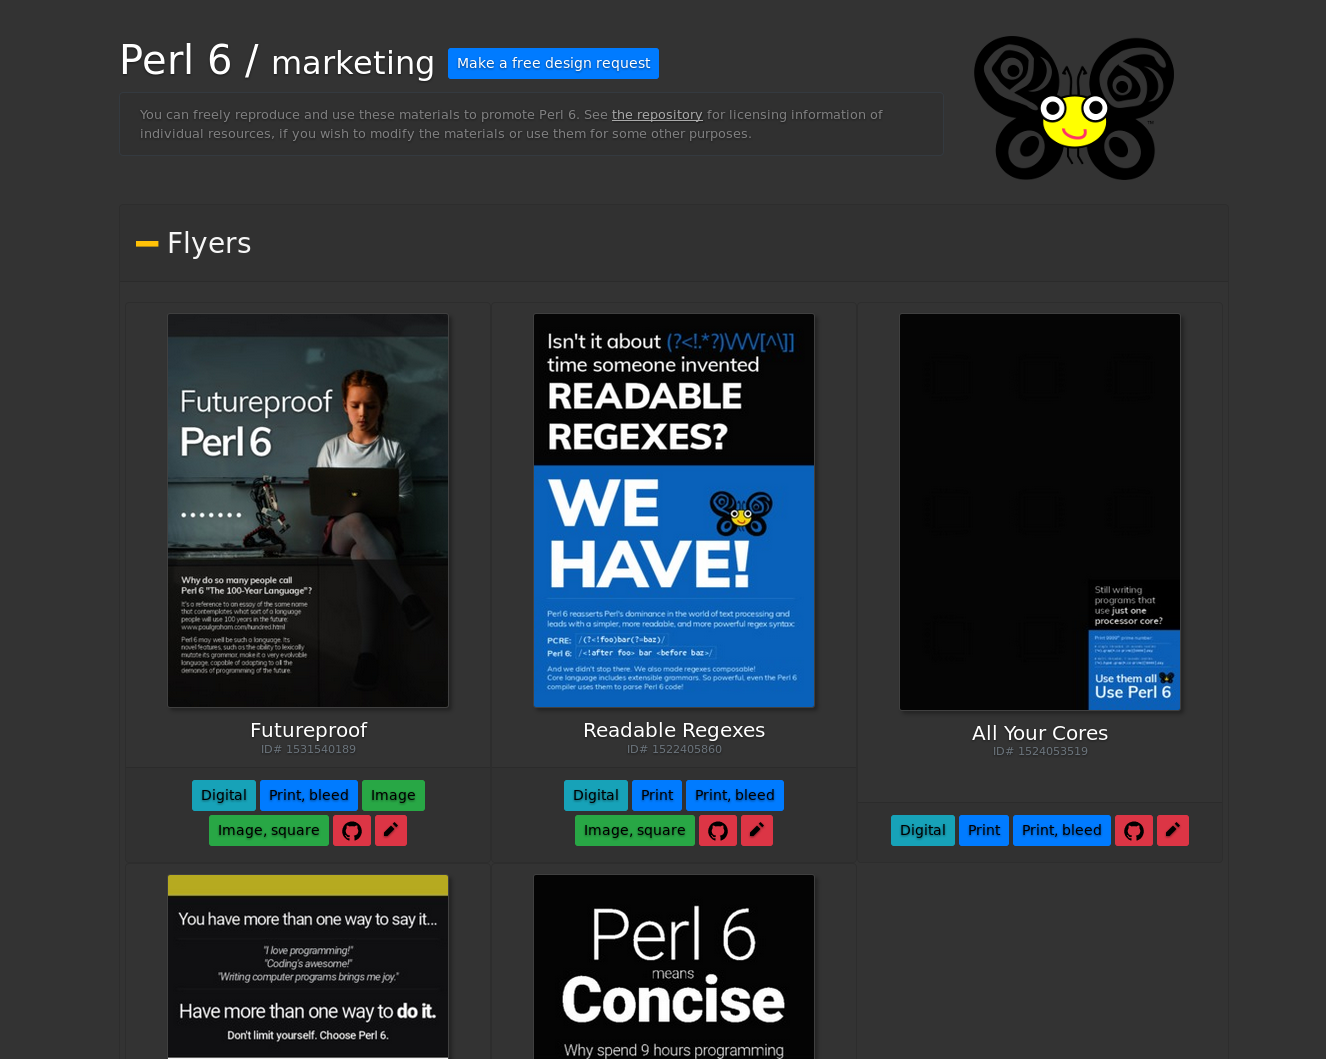 Perl 6 / marketing Make a free design request
You can freely reproduce and use these materials to promote Perl 6. See the repository for licensing information of
individual resources, if you wish to modify the materials or use them for some other purposes.
Flyers
Futureproof
Perl 6
Why do so many people call
Perl 6 "The 100-Year Language"?
It's a reference to an essay of the same name
that contemplates what sort of a language
people will use 100 years in the future:
www.paulgraham.com/hundred.html
Perl 6 may well be such a language. Its
novel features, such as the ability to lexically
mutate its grammar, make it a very evolvable
language, capable of adapting to all the
demands of programming of the future.
Futureproof
ID# 1531540189
Digital Print, bleed Image
Image, square
Isn't it about (?<!.*?)\/\/\/[^\]]
time someone invented
READABLE
REGEXES?
WE
HAVE!
Perl 6 reasserts Perl's dominance in the world of text processing and
leads with a simpler, more readable, and more powerful regex syntax:
PCRE: /(?<!foo)bar(?=baz)/
Perl 6: /<!after foo> bar <before baz>/
And we didn't stop there. We also made regexes composable!
Core language includes extensible grammars. So powerful, even the Perl 6
compiler uses them to parse Perl 6 code!
Readable Regexes
ID# 1522405860
Digital Print Print, bleed
Image, square
Still writing
programs that
use just one
processor core?
Use them all
Use Perl 6
All Your Cores
ID# 1524053519
Digital Print Print, bleed
You have more than one way to say it...
"I love programming!"
"Coding's awesome!"
"Writing computer programs brings me joy."
Have more than one way to do it.
Don't limit yourself. Choose Perl 6.
Perl 6
means
Concise
Why spend 9 hours programming